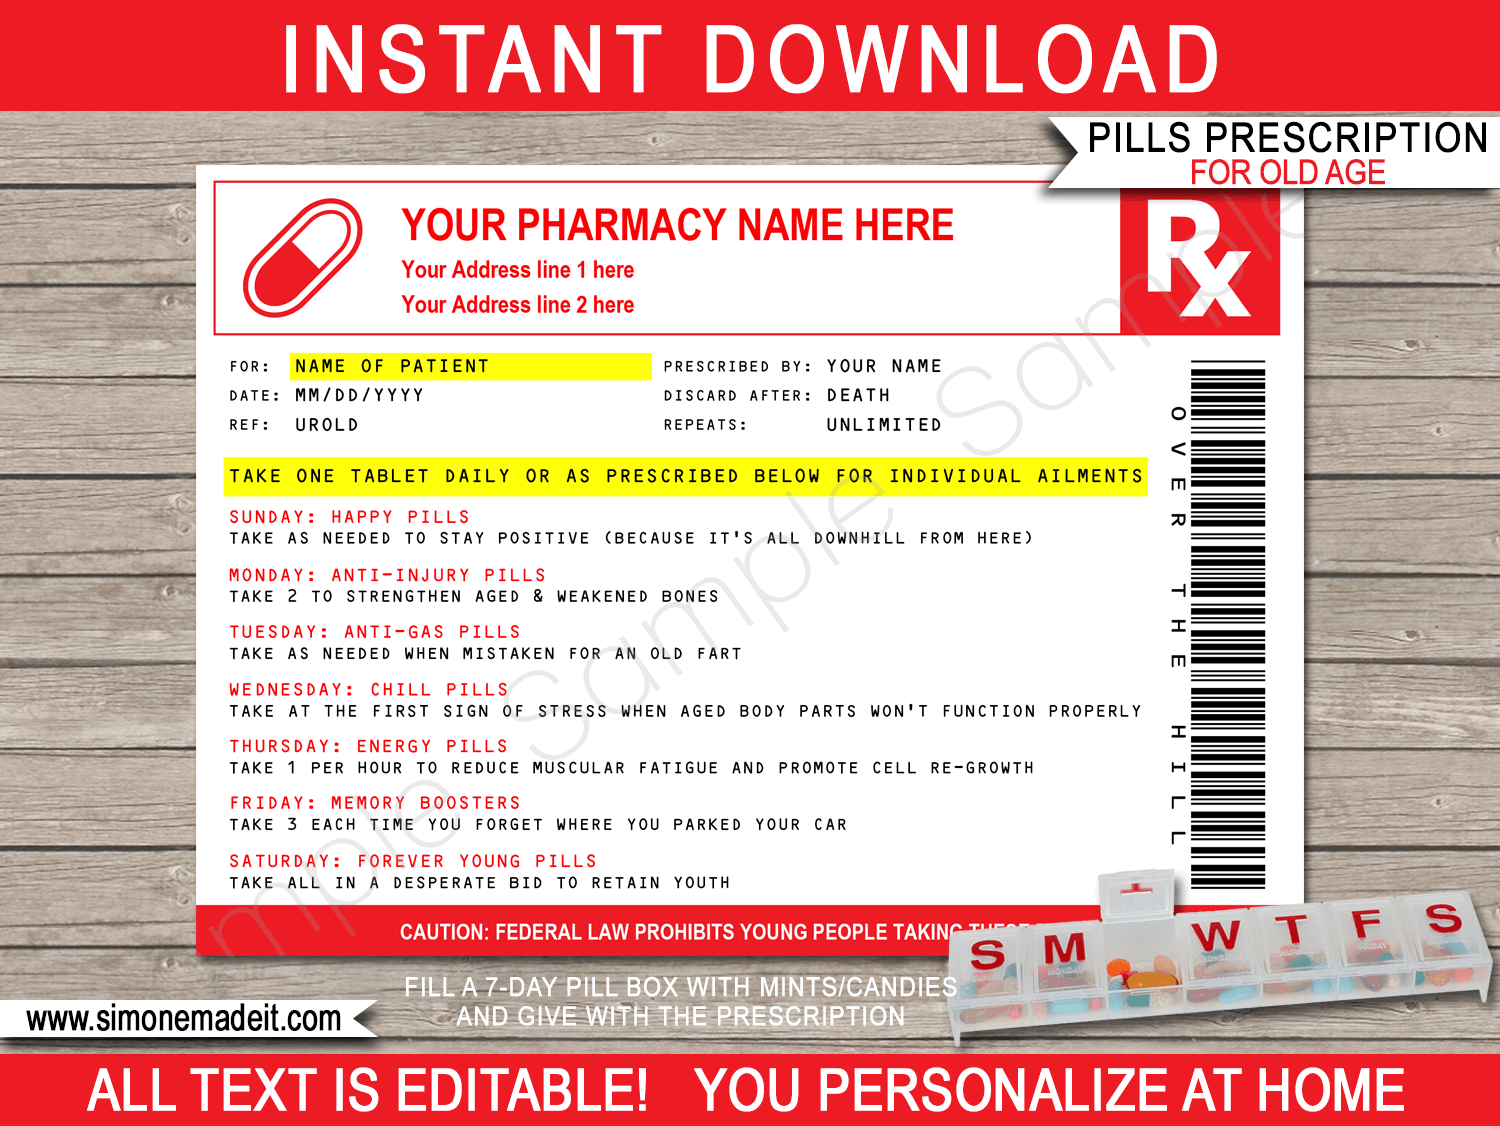 INSTANT DOWNLOAD
PILLS PRESCRIPTION
FOR OLD AGE
YOUR PHARMACY NAME HERE
Your Address line 1 here
Your Address line 2 here
Rx
FOR: NAME OF PATIENT
PRESCRIBED BY: YOUR NAME
DATE: MM/DD/YYYY
DISCARD AFTER: DEATH
REF: UROLD
REPEATS: UNLIMITED
TAKE ONE TABLET DAILY OR AS PRESCRIBED BELOW FOR INDIVIDUAL AILMENTS
SUNDAY: HAPPY PILLS
TAKE AS NEEDED TO STAY POSITIVE (BECAUSE IT'S ALL DOWNHILL FROM HERE)
MONDAY: ANTI-INJURY PILLS
TAKE 2 TO STRENGTHEN AGED & WEAKENED BONES
TUESDAY: ANTI-GAS PILLS
TAKE AS NEEDED WHEN MISTAKEN FOR AN OLD FART
WEDNESDAY: CHILL PILLS
TAKE AT THE FIRST SIGN OF STRESS WHEN AGED BODY PARTS WON'T FUNCTION PROPERLY
THURSDAY: ENERGY PILLS
TAKE 1 PER HOUR TO REDUCE MUSCULAR FATIGUE AND PROMOTE CELL RE-GROWTH
FRIDAY: MEMORY BOOSTERS
TAKE 3 EACH TIME YOU FORGET WHERE YOU PARKED YOUR CAR
SATURDAY: FOREVER YOUNG PILLS
TAKE ALL IN A DESPERATE BID TO RETAIN YOUTH
OVER THE HILL
Sample Sample Sample
CAUTION: FEDERAL LAW PROHIBITS YOUNG PEOPLE TAKING THESE
S M W T F S
FILL A 7-DAY PILL BOX WITH MINTS/CANDIES
AND GIVE WITH THE PRESCRIPTION
www.simonemadeit.com
ALL TEXT IS EDITABLE! YOU PERSONALIZE AT HOME